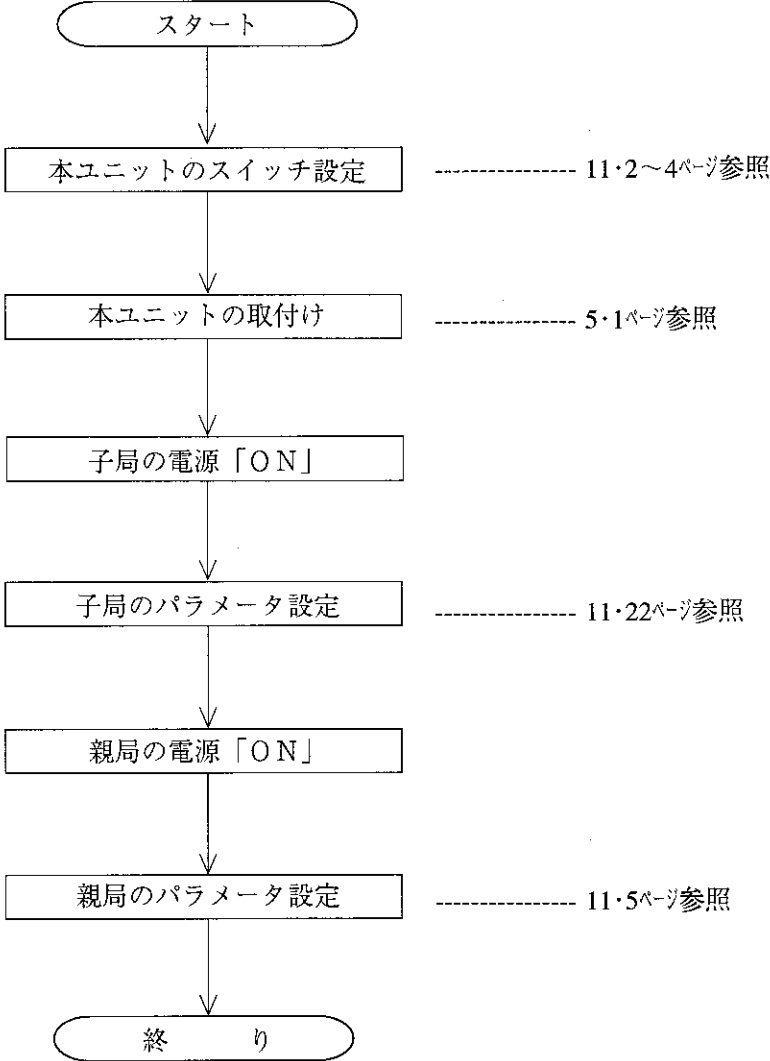 スタート
本ユニットのスイッチ設定 --------------- 11･2～4ページ参照
本ユニットの取付け --------------- 5･1ページ参照
子局の電源「ＯＮ」
子局のパラメータ設定 --------------- 11･22ページ参照
親局の電源「ＯＮ」
親局のパラメータ設定 --------------- 11･5ページ参照
終　　り